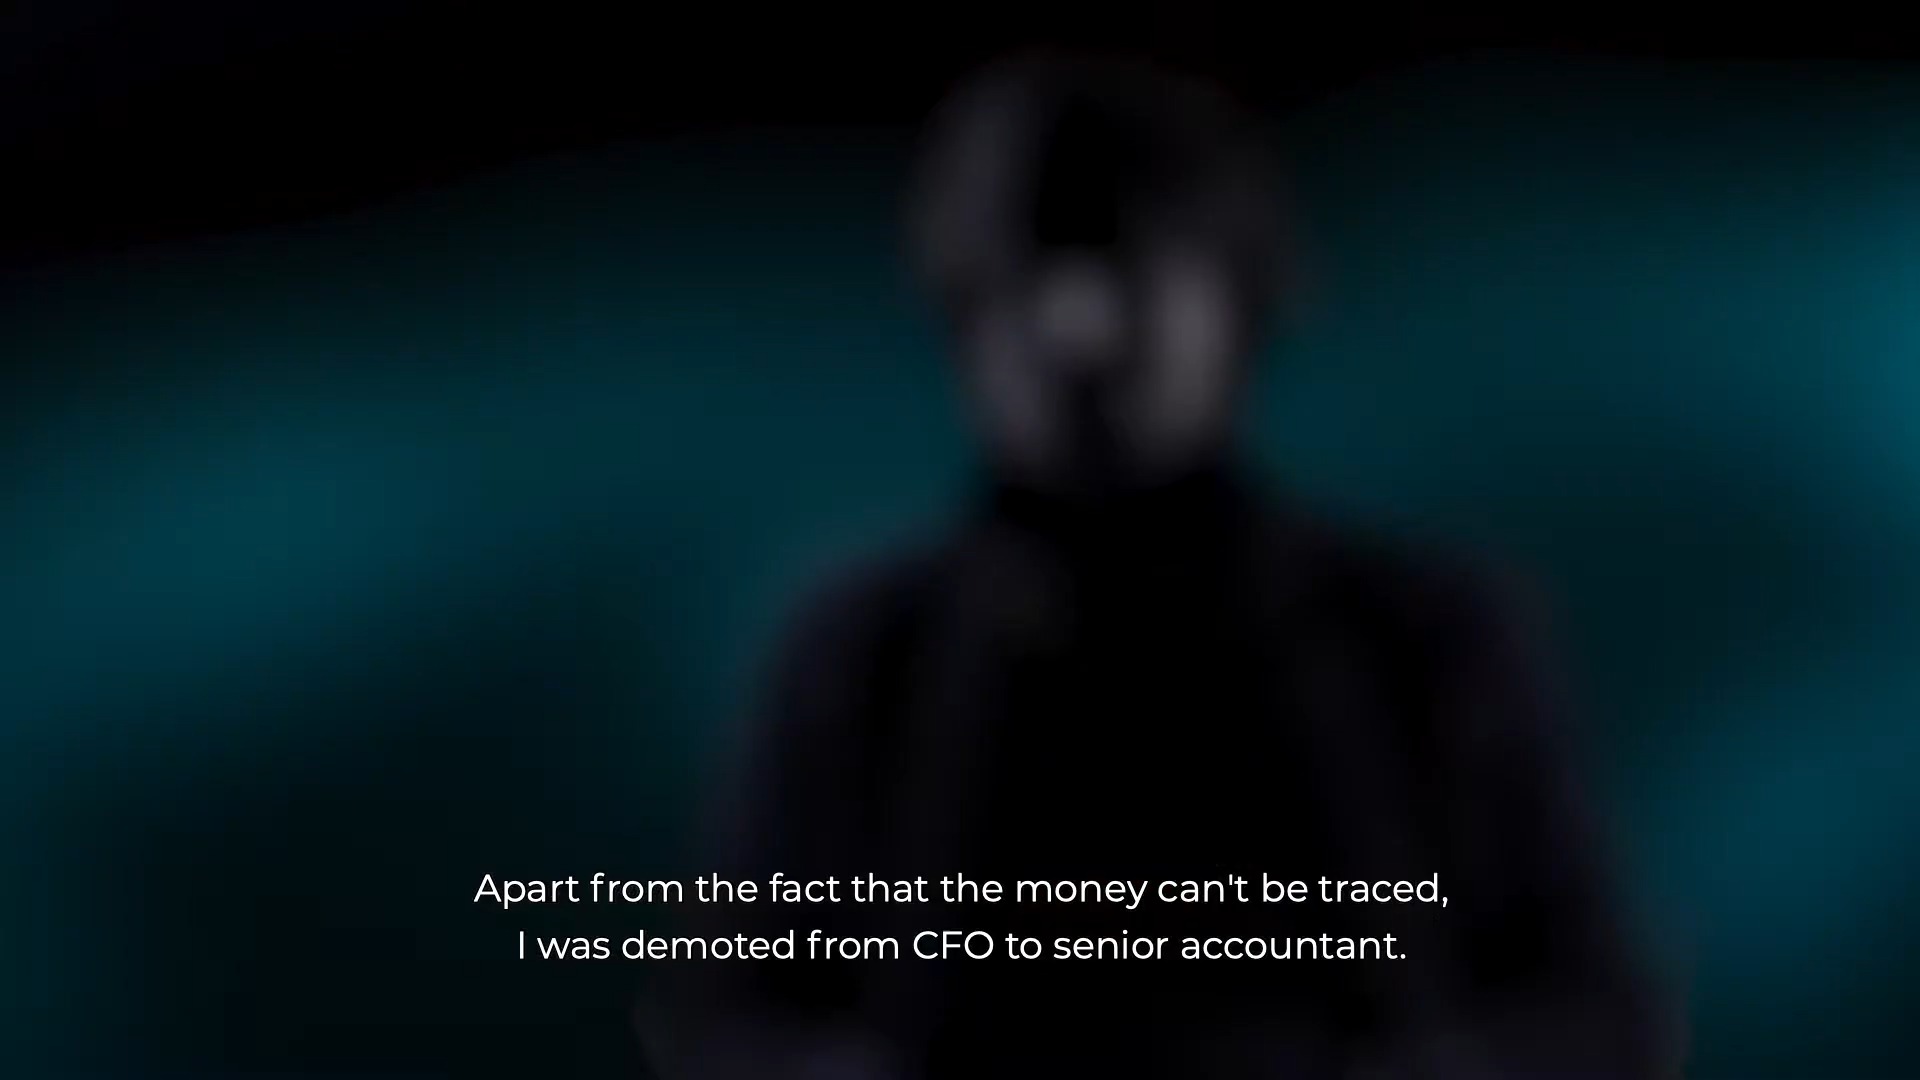 Apart from the fact that the money can't be traced,
I was demoted from CFO to senior accountant.